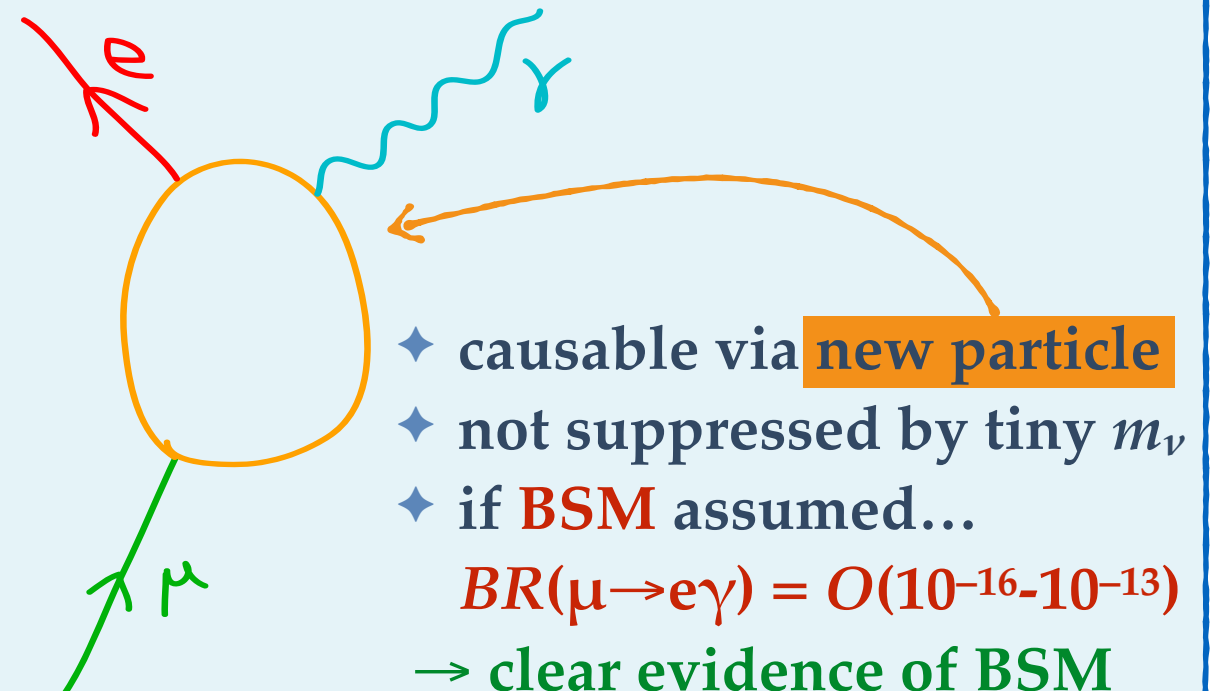 e
γ
causable via new particle
not suppressed by tiny mν
if BSM assumed…
BR(μ→eγ) = O(10⁻¹⁶-10⁻¹³)
μ
→ clear evidence of BSM